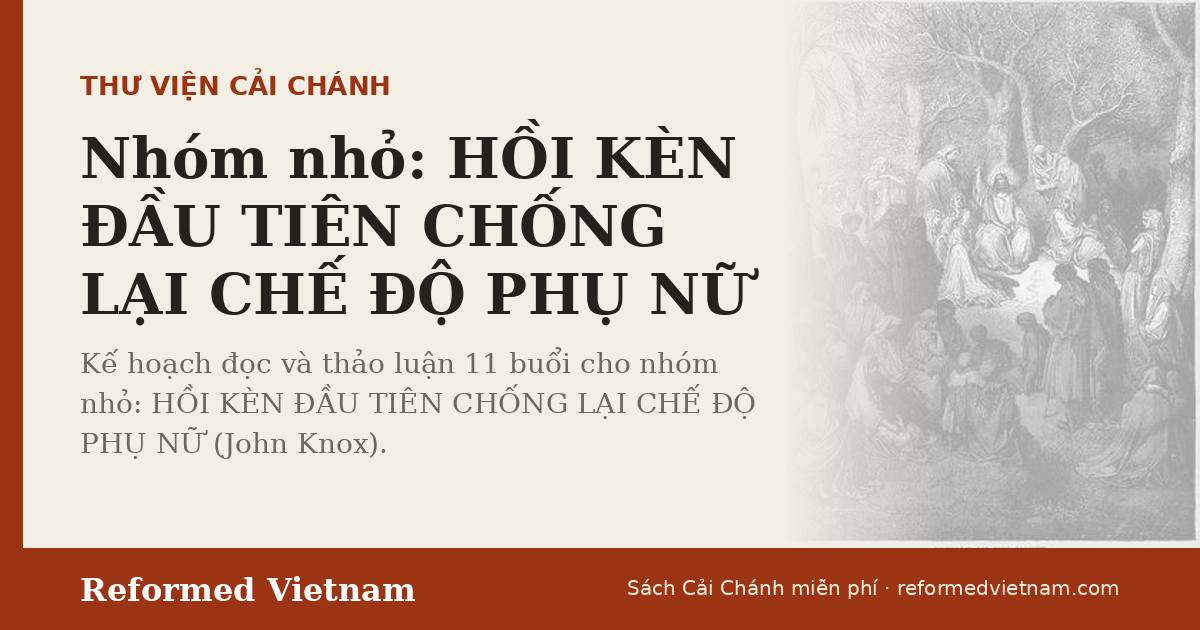 THƯ VIỆN CẢI CHÁNH
Nhóm nhỏ: HỒI KÈN
ĐẦU TIÊN CHỐNG
LẠI CHẾ ĐỘ PHỤ NỮ
Kế hoạch đọc và thảo luận 11 buổi cho nhóm
nhỏ: HỒI KÈN ĐẦU TIÊN CHỐNG LẠI CHẾ ĐỘ
PHỤ NỮ (John Knox).
Reformed Vietnam
Sách Cải Chánh miễn phí · reformedvietnam.com